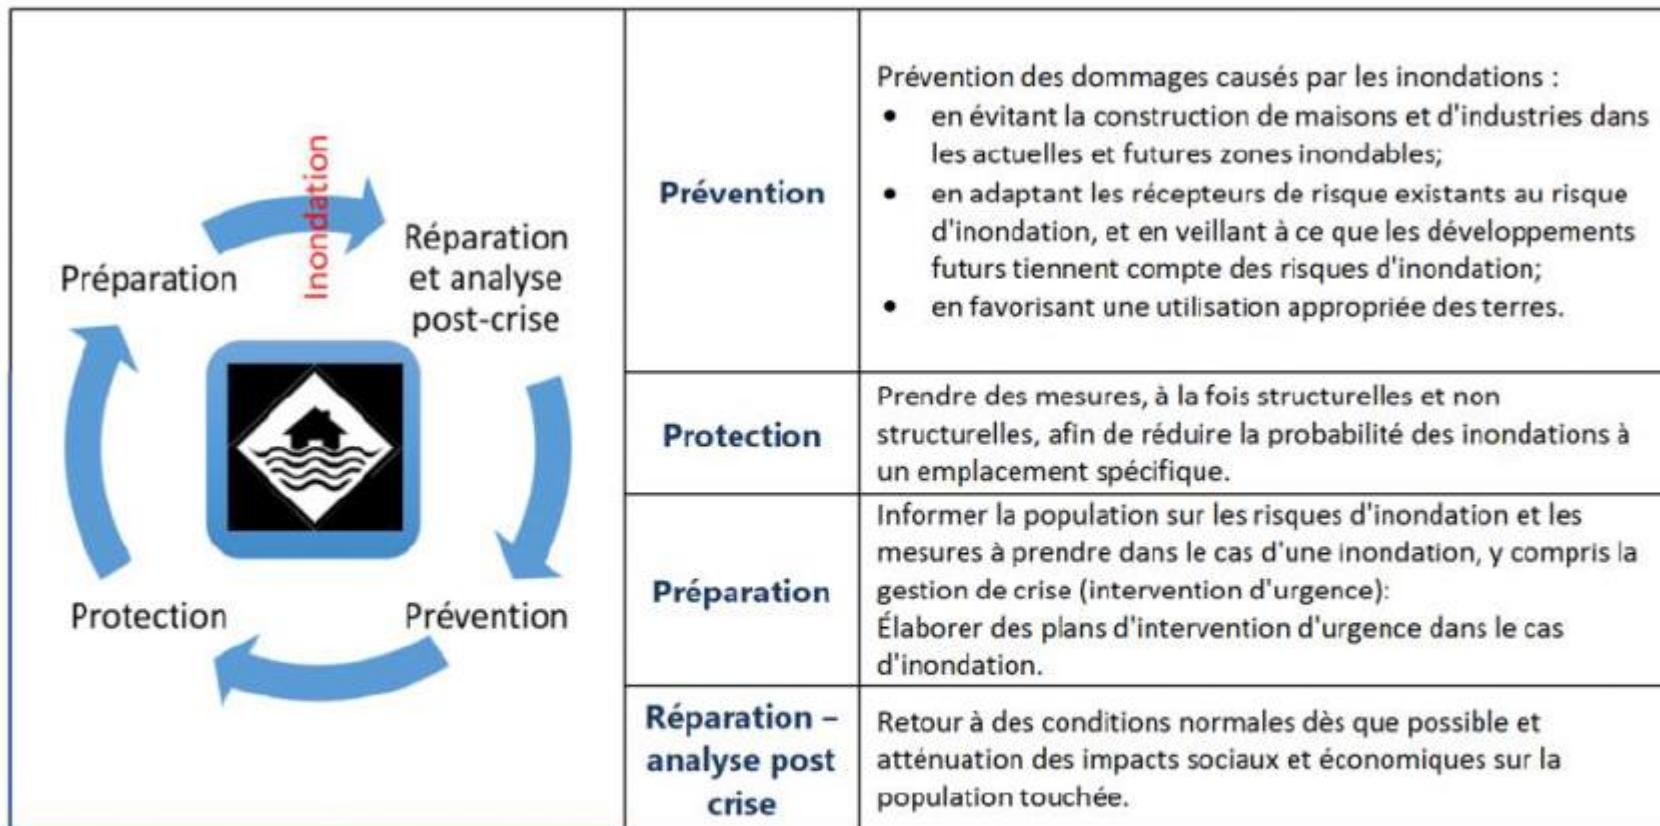 Inondation
Préparation
Réparation
et analyse
post-crise
Protection
Prévention
Prévention
Prévention des dommages causés par les inondations :
• en évitant la construction de maisons et d'industries dans
les actuelles et futures zones inondables;
• en adaptant les récepteurs de risque existants au risque
d'inondation, et en veillant à ce que les développements
futurs tiennent compte des risques d'inondation;
• en favorisant une utilisation appropriée des terres.
Protection
Prendre des mesures, à la fois structurelles et non
structurelles, afin de réduire la probabilité des inondations à
un emplacement spécifique.
Préparation
Informer la population sur les risques d'inondation et les
mesures à prendre dans le cas d'une inondation, y compris la
gestion de crise (intervention d'urgence):
Élaborer des plans d'intervention d'urgence dans le cas
d'inondation.
Réparation –
analyse post
crise
Retour à des conditions normales dès que possible et
atténuation des impacts sociaux et économiques sur la
population touchée.